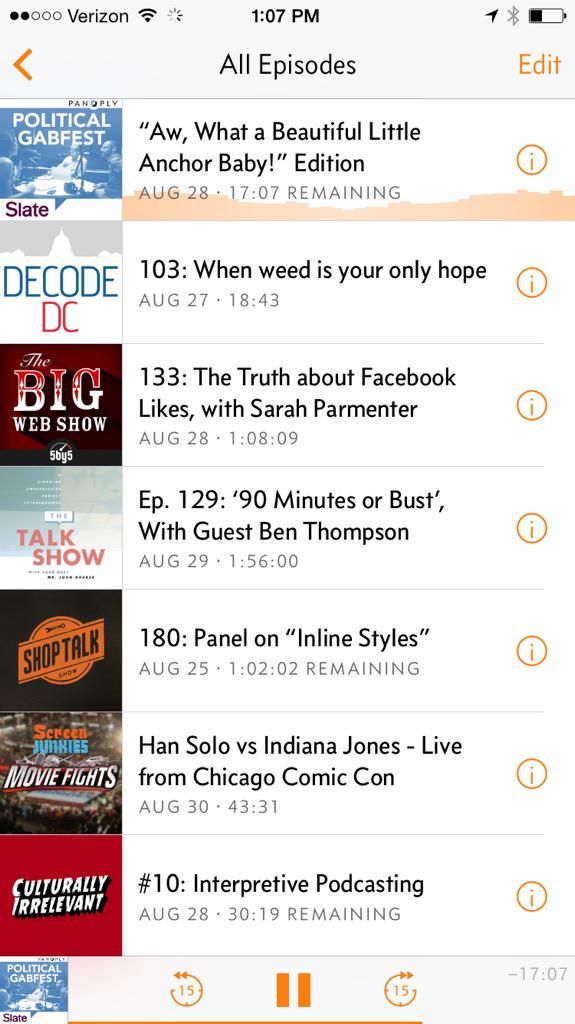 Verizon 1:07 PM
All Episodes
Edit
PANOPLY
POLITICAL
GABFEST
Slate
“Aw, What a Beautiful Little
Anchor Baby!” Edition
AUG 28 · 17:07 REMAINING
DECODE
DC
103: When weed is your only hope
AUG 27 · 18:43
The
BIG
WEB SHOW
5by5
133: The Truth about Facebook
Likes, with Sarah Parmenter
AUG 28 · 1:08:09
THE
TALK
SHOW
WITH YOUR HOST
MR. JOHN GRUBER
Ep. 129: ‘90 Minutes or Bust’,
With Guest Ben Thompson
AUG 29 · 1:56:00
SHOP TALK
SHOW
180: Panel on “Inline Styles”
AUG 25 · 1:02:02 REMAINING
Screen
JUNKIES
MOVIE FIGHTS
Han Solo vs Indiana Jones - Live
from Chicago Comic Con
AUG 30 · 43:31
CULTURALLY
IRRELEVANT
#10: Interpretive Podcasting
AUG 28 · 30:19 REMAINING
PANOPLY
POLITICAL
GABFEST
Slate
15
15
−17:07